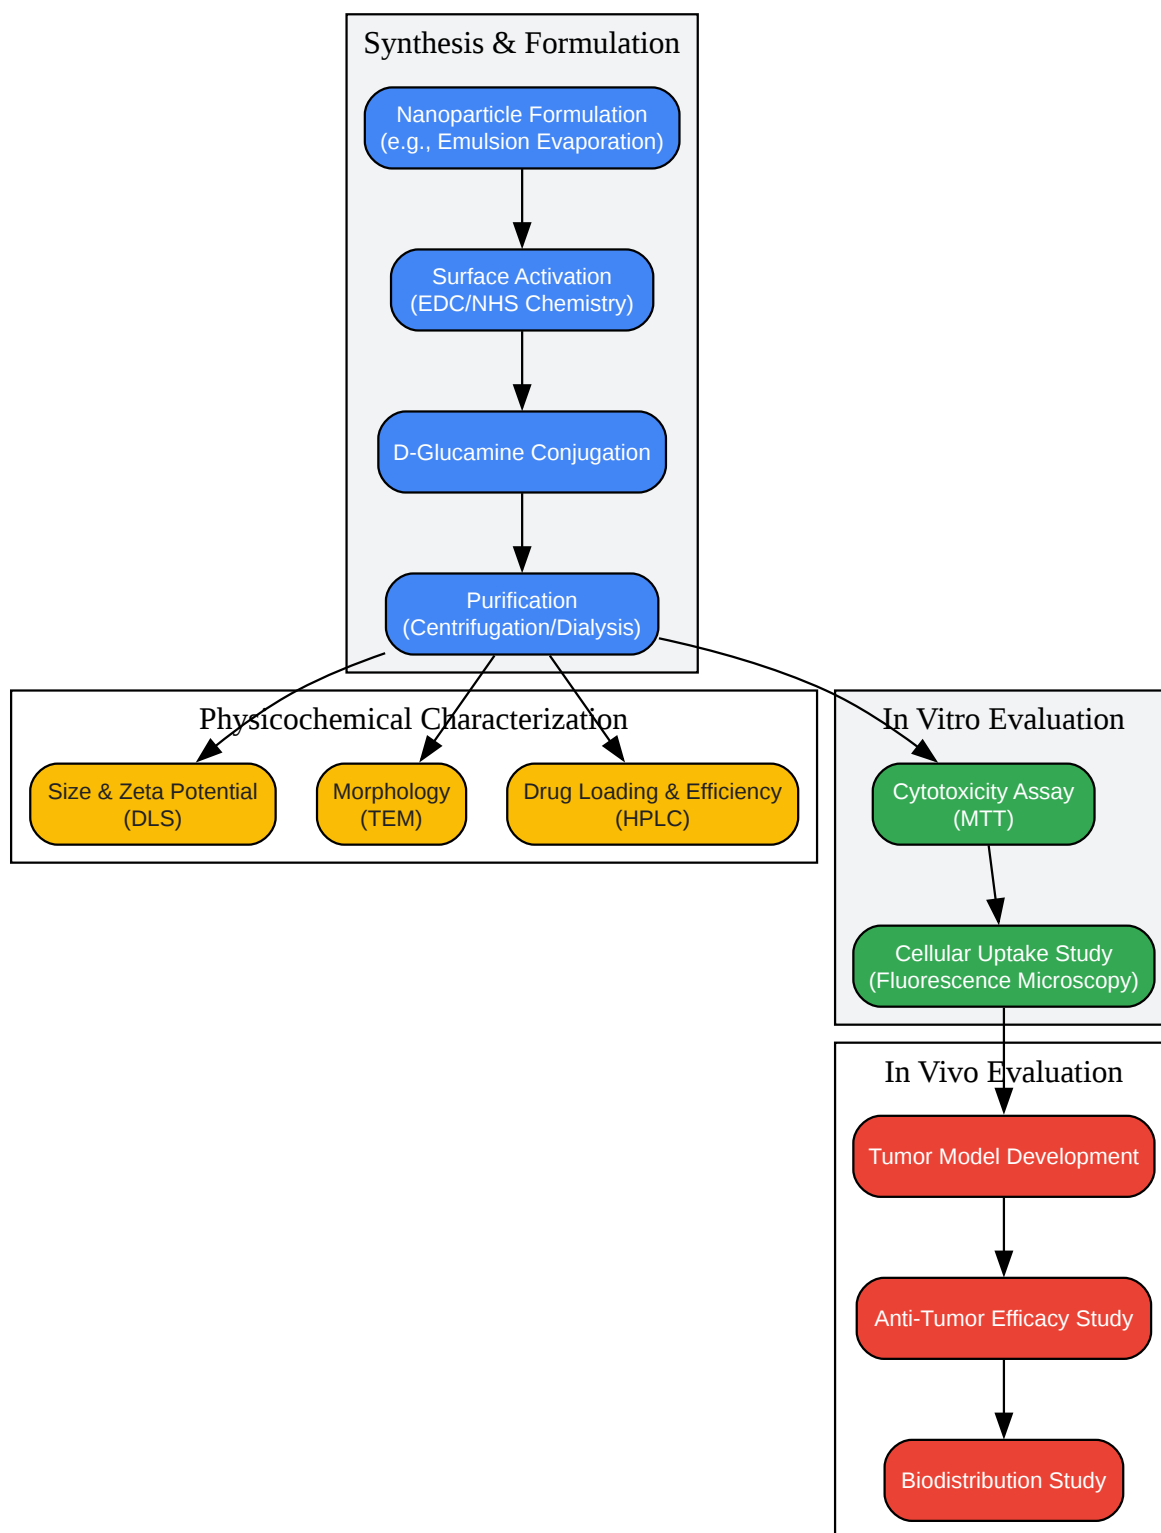 Synthesis & Formulation
Nanoparticle Formulation
(e.g., Emulsion Evaporation)
Surface Activation
(EDC/NHS Chemistry)
D-Glucamine Conjugation
Purification
(Centrifugation/Dialysis)
Physicochemical Characterization
Size & Zeta Potential
(DLS)
Morphology
(TEM)
Drug Loading & Efficiency
(HPLC)
In Vitro Evaluation
Cytotoxicity Assay
(MTT)
Cellular Uptake Study
(Fluorescence Microscopy)
In Vivo Evaluation
Tumor Model Development
Anti-Tumor Efficacy Study
Biodistribution Study